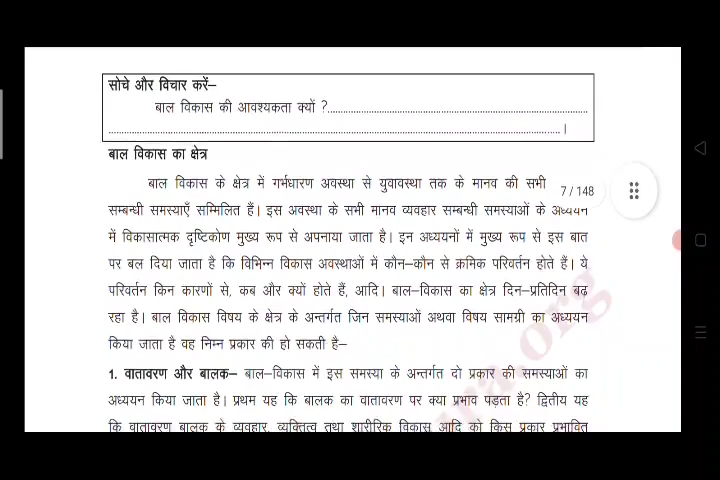 सोचे और विचार करें–
बाल विकास की आवश्यकता क्यों ?..........................................................................................
...............................................................................................................................................।
बाल विकास का क्षेत्र
बाल विकास के क्षेत्र में गर्भधारण अवस्था से युवावस्था तक के मानव की सभी
7 / 148
सम्बन्धी समस्याएँ सम्मिलित हैं। इस अवस्था के सभी मानव व्यवहार सम्बन्धी समस्याओं के अध्ययन
में विकासात्मक दृष्टिकोण मुख्य रूप से अपनाया जाता है। इन अध्ययनों में मुख्य रूप से इस बात
पर बल दिया जाता है कि विभिन्न विकास अवस्थाओं में कौन–कौन से क्रमिक परिवर्तन होते हैं। ये
परिवर्तन किन कारणों से, कब और क्यों होते हैं, आदि। बाल–विकास का क्षेत्र दिन–प्रतिदिन बढ़
रहा है। बाल विकास विषय के क्षेत्र के अन्तर्गत जिन समस्याओं अथवा विषय सामग्री का अध्ययन
किया जाता है वह निम्न प्रकार की हो सकती है–
1. वातावरण और बालक– बाल–विकास में इस समस्या के अन्तर्गत दो प्रकार की समस्याओं का
अध्ययन किया जाता है। प्रथम यह कि बालक का वातावरण पर क्या प्रभाव पड़ता है? द्वितीय यह
कि वातावरण बालक के व्यवहार, व्यक्तित्व तथा शारीरिक विकास आदि को किस प्रकार प्रभावित